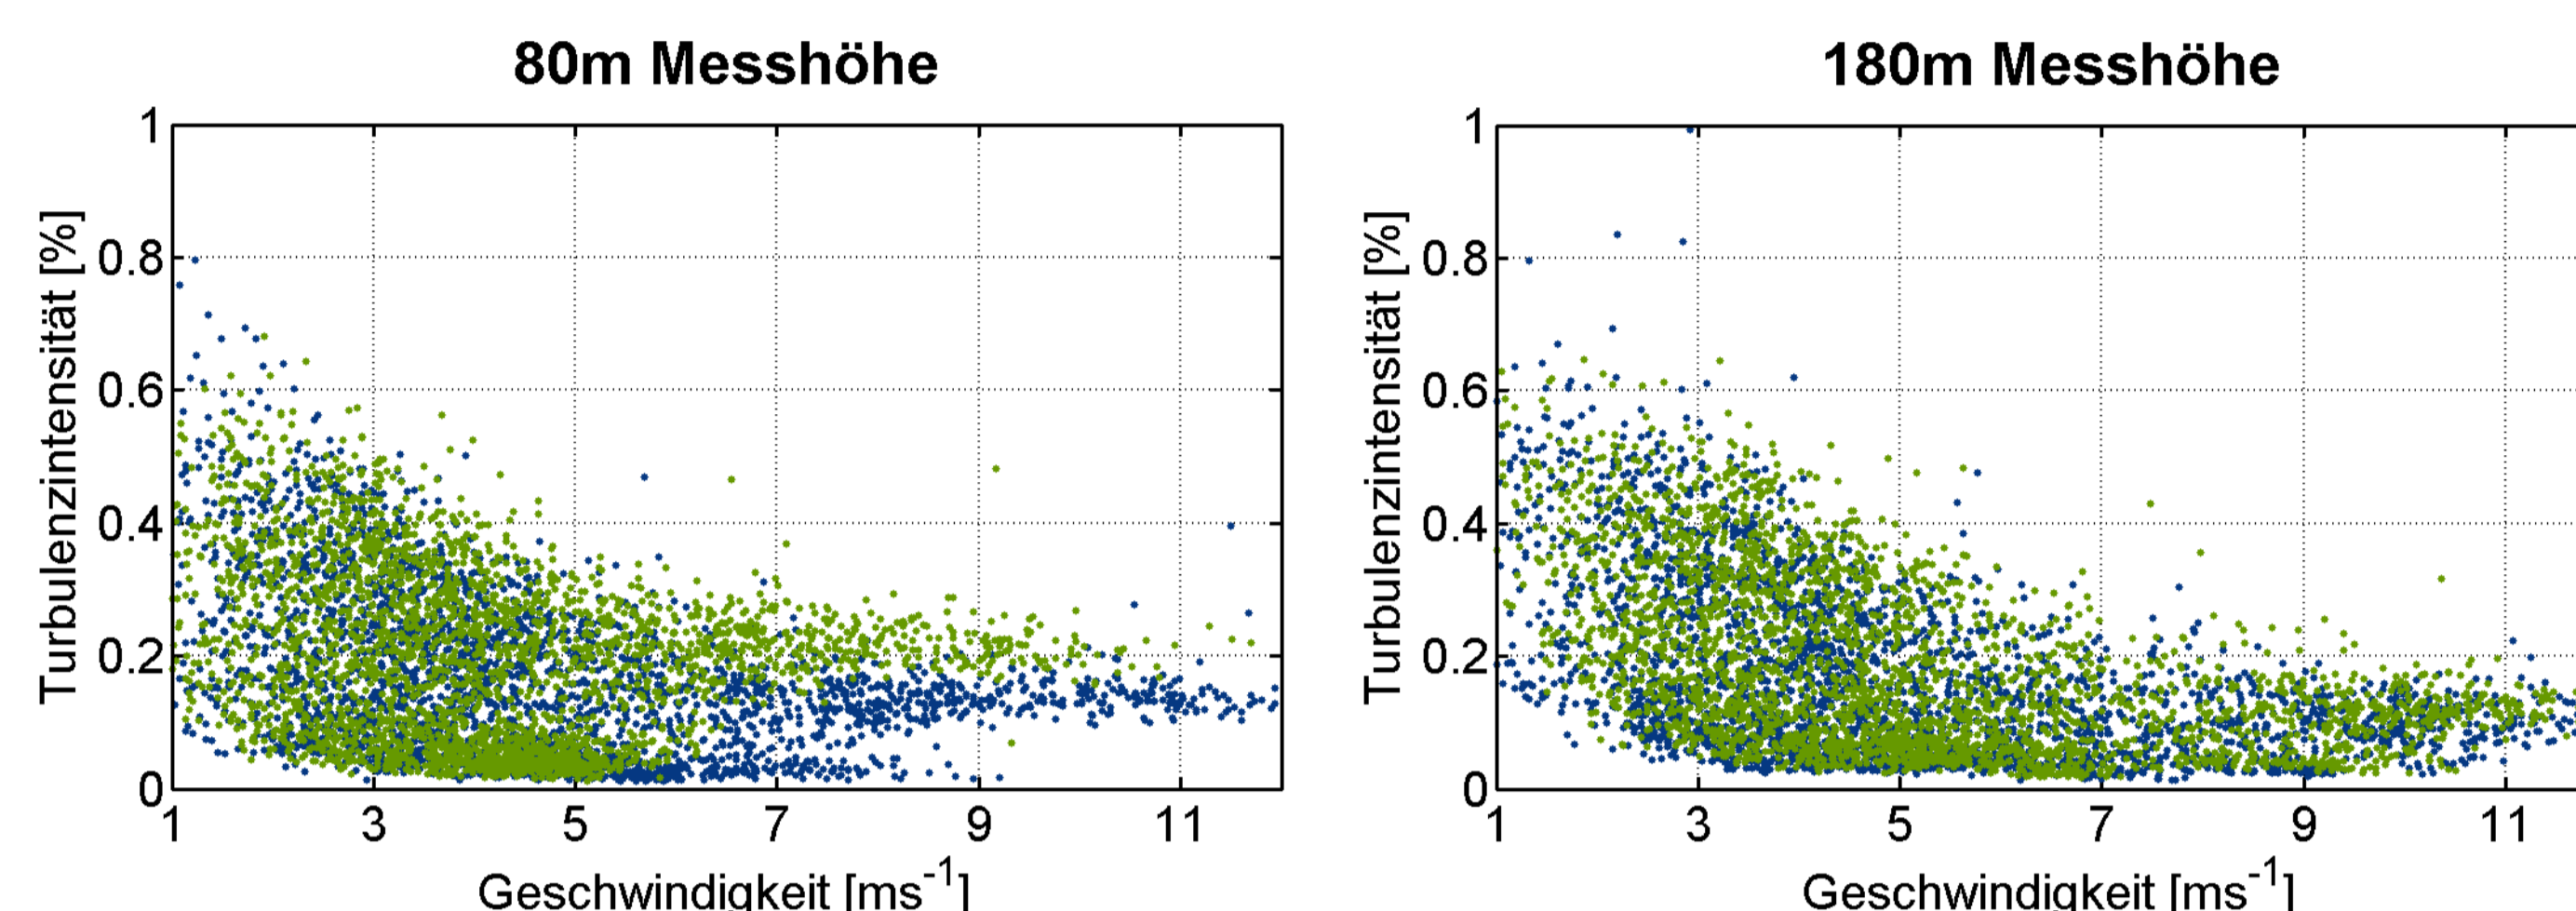 80m Messhöhe
1
0.8
0.6
0.4
0.2
0
Turbulenzintensität [%]
1 3 5 7 9 11
Geschwindigkeit [ms-1]
180m Messhöhe
1
0.8
0.6
0.4
0.2
0
Turbulenzintensität [%]
1 3 5 7 9 11
Geschwindigkeit [ms-1]